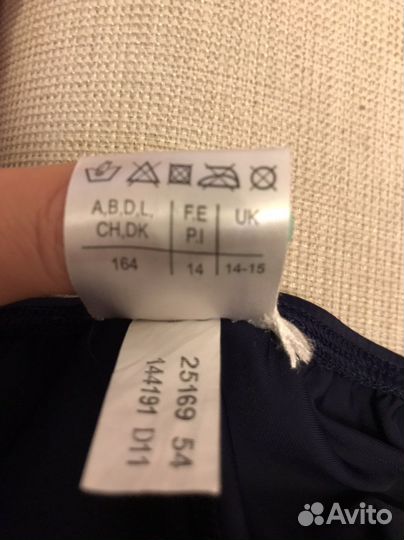 A,B,D,L, F.E UK
CH,DK P.I
164 14 14-15
25169 54
144191 D11
Avito